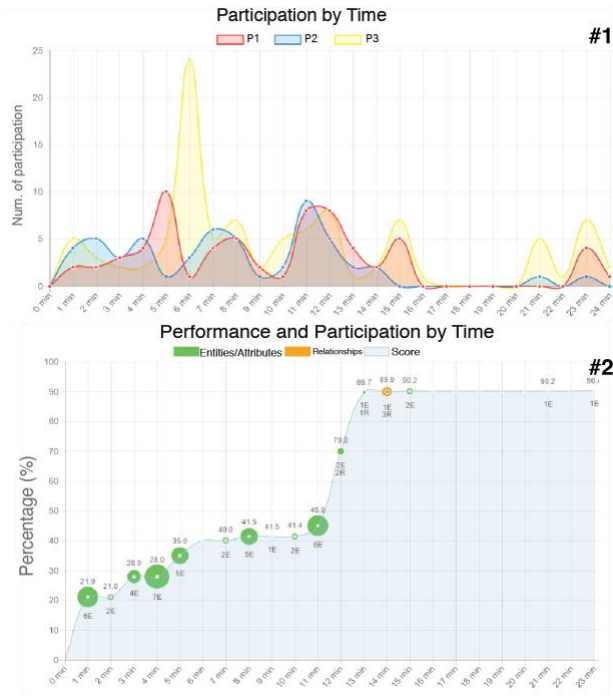 Participation by Time
#1
P1 P2 P3
Num. of participation
25
20
15
10
5
0
0 min 1 min 2 min 3 min 4 min 5 min 6 min 7 min 8 min 9 min 10 min 11 min 12 min 13 min 14 min 15 min 16 min 17 min 18 min 19 min 20 min 21 min 22 min 23 min 24 min
Performance and Participation by Time
#2
Entities/Attributes Relationships Score
Percentage (%)
100
90
80
70
60
50
40
30
20
10
0
21.0 21.0 28.0 28.0 35.0 40.0 41.5 41.5 41.4 45.0 79.0 89.7 89.9 90.2 90.2
6E 2E 4E 7E 5E 2E 5E 1E 2E 6E 2E 1E 1E 2E 1E 1E
2R 1R 3R
0 min 1 min 2 min 3 min 4 min 5 min 6 min 7 min 8 min 9 min 10 min 11 min 12 min 13 min 14 min 15 min 16 min 17 min 18 min 19 min 20 min 21 min 22 min 23 min